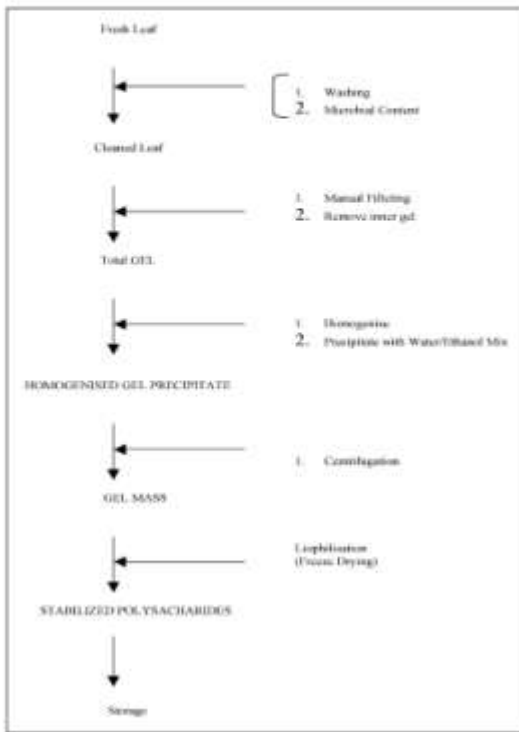 Fresh Leaf
1. Washing
2. Microbial Content
Cleaned Leaf
1. Manual Filleting
2. Remove inner gel
Total GEL
1. Homogenise
2. Precipitate with Water/Ethanol Mix
HOMOGENISED GEL PRECIPITATE
1. Centrifugation
GEL MASS
(Freeze Drying)
STABILIZED POLYSACHARIDES
Storage